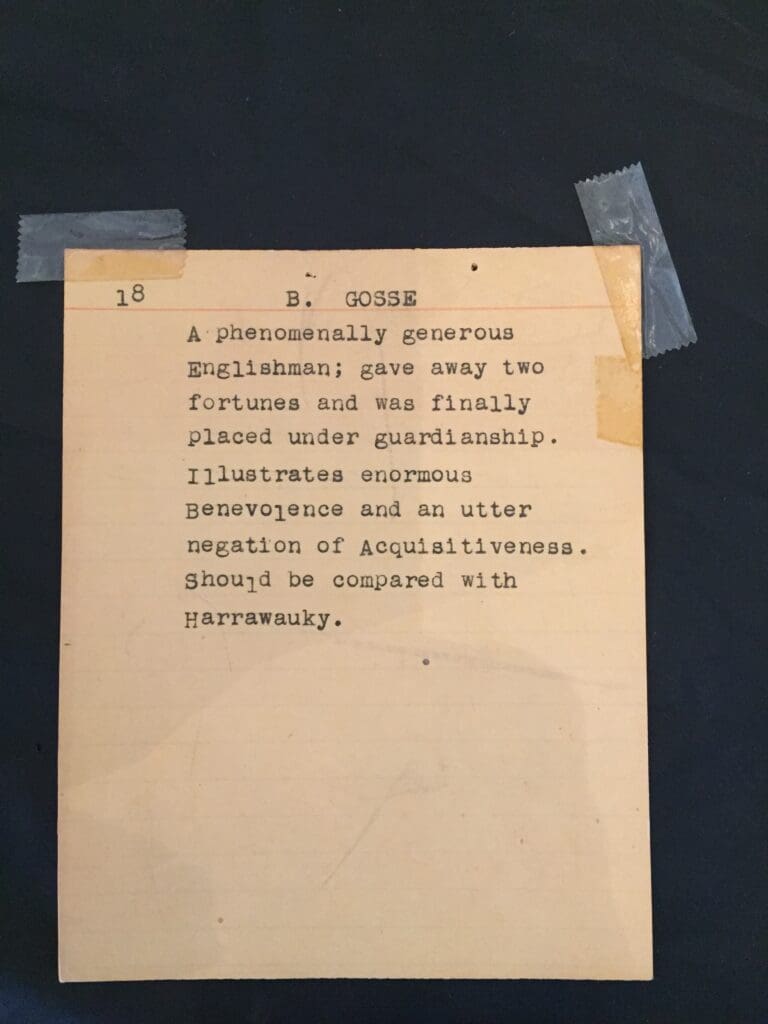 18 B. GOSSE
A phenomenally generous
Englishman; gave away two
fortunes and was finally
placed under guardianship.
Illustrates enormous
Benevolence and an utter
negation of Acquisitiveness.
Should be compared with
Harrawauky.